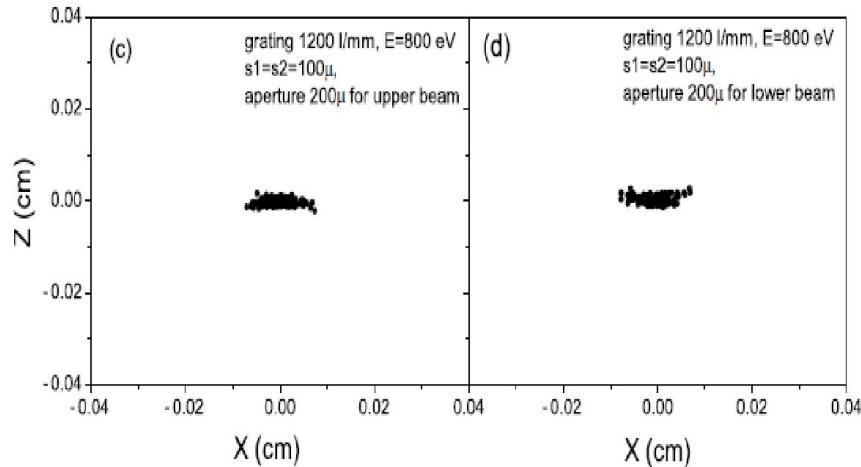 0.04
0.02
0.00
-0.02
-0.04
Z (cm)
(c)
grating 1200 l/mm, E=800 eV
s1=s2=100μ,
aperture 200μ for upper beam
(d)
grating 1200 l/mm, E=800 eV
s1=s2=100μ,
aperture 200μ for lower beam
-0.04 -0.02 0.00 0.02 0.04 -0.02 0.00 0.02 0.04
X (cm) X (cm)